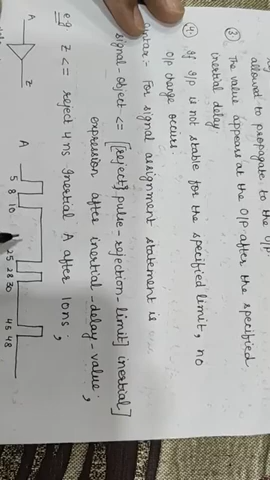 allowed to propagate to the O/P
③ The value appears at the O/P after the specified
inertial delay
④ If I/P is not stable for the specified limit, no
O/P change occurs.
Syntax:- For signal assignment statement is
signal-object <= [[reject] pulse-rejection-limit] inertial]
expression after inertial-delay-value;
eg z <= reject 4ns Inertial A after 10ns;
A
z
A
5 8 10
25 28 30
45 48